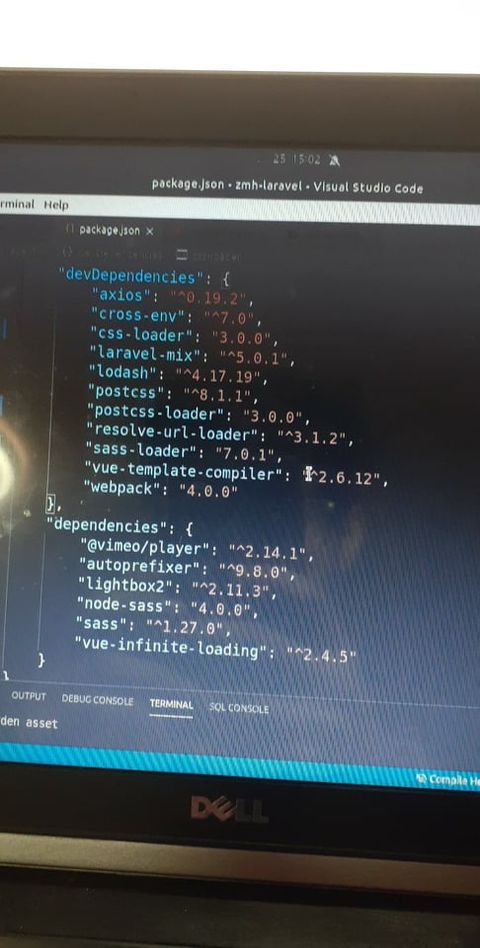 25 15:02
package.json • zmh-laravel • Visual Studio Code
rminal Help
package.json ×
"devDependencies": {
"axios": "^0.19.2",
"cross-env": "^7.0",
"css-loader": "3.0.0",
"laravel-mix": "^5.0.1",
"lodash": "^4.17.19",
"postcss": "^8.1.1",
"postcss-loader": "3.0.0",
"resolve-url-loader": "^3.1.2",
"sass-loader": "7.0.1",
"vue-template-compiler": "^2.6.12",
"webpack": "4.0.0"
},
"dependencies": {
"@vimeo/player": "^2.14.1",
"autoprefixer": "^9.8.0",
"lightbox2": "^2.11.3",
"node-sass": "4.0.0",
"sass": "^1.27.0",
"vue-infinite-loading": "^2.4.5"
}
}
OUTPUT DEBUG CONSOLE TERMINAL SQL CONSOLE
den asset
Compile He
DELL